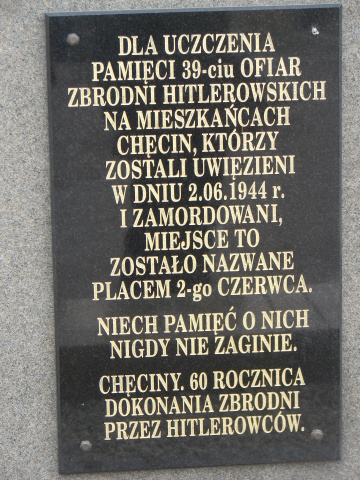 DLA UCZCZENIA
PAMIĘCI 39-ciu OFIAR
ZBRODNI HITLEROWSKICH
NA MIESZKAŃCACH
CHĘCIN, KTÓRZY
ZOSTALI UWIĘZIENI
W DNIU 2.06.1944 r.
I ZAMORDOWANI,
MIEJSCE TO
ZOSTAŁO NAZWANE
PLACEM 2-go CZERWCA.
NIECH PAMIĘĆ O NICH
NIGDY NIE ZAGINIE.
CHĘCINY. 60 ROCZNICA
DOKONANIA ZBRODNI
PRZEZ HITLEROWCÓW.